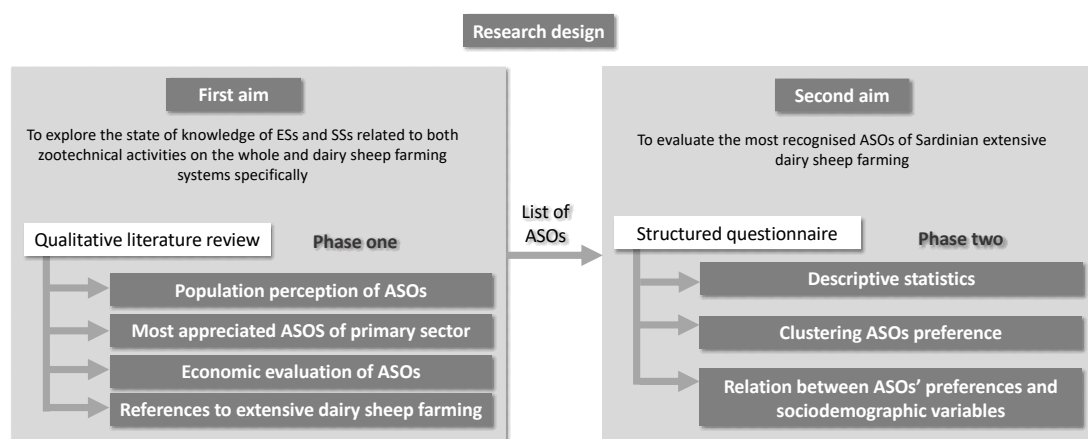 Research design
First aim
To explore the state of knowledge of ESs and SSs related to both
zootechnical activities on the whole and dairy sheep farming
systems specifically
Qualitative literature review
Phase one
Population perception of ASOs
Most appreciated ASOS of primary sector
Economic evaluation of ASOs
References to extensive dairy sheep farming
List of
ASOs
Second aim
To evaluate the most recognised ASOs of Sardinian extensive
dairy sheep farming
Structured questionnaire
Phase two
Descriptive statistics
Clustering ASOs preference
Relation between ASOs’ preferences and
sociodemographic variables